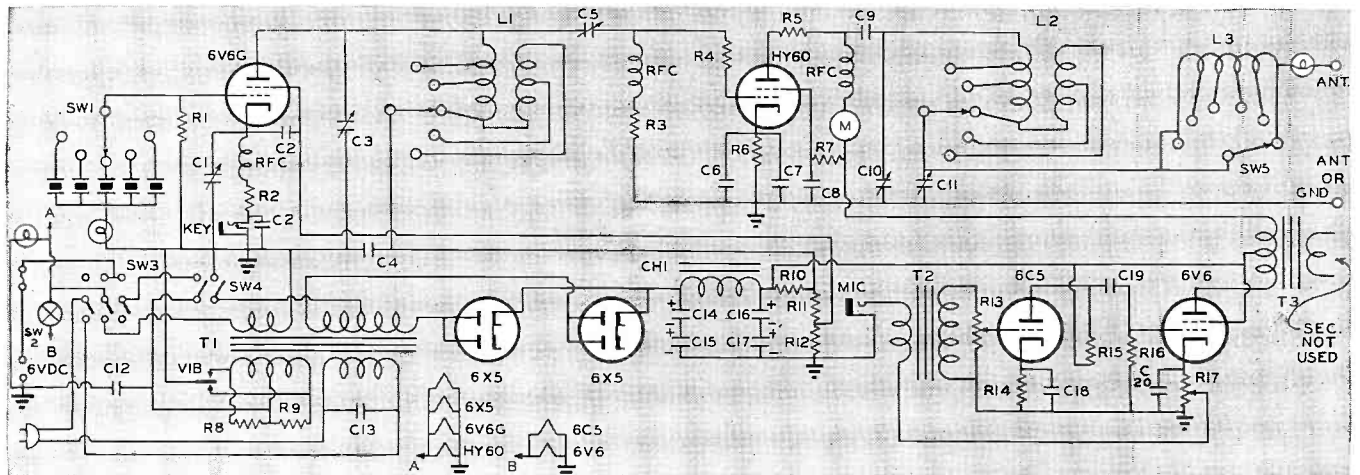 L1
C5
R5
C9
L2
6V6G
HY60
L3
SW1
R1
C2
C3
RFC
R4
RFC
ANT.
C1
RFC
R3
M
R2
R6
R7
C10
C11
SW5
A
C6
C7
C8
ANT
OR
GND
KEY
C2
SW3
C4
CH1
R10
MIC
T2
6C5
C19
6V6
SW4
R11
R13
T3
SW
2
B
T1
C14
C16
C15
C17
R12
R15
R16
SEC.
NOT
USED
6VDC
C12
VIB
6X5
6X5
R14
C18
C
20
R17
R8
R9
C13
6X5
6V6G
HY60
6C5
6V6
A
B